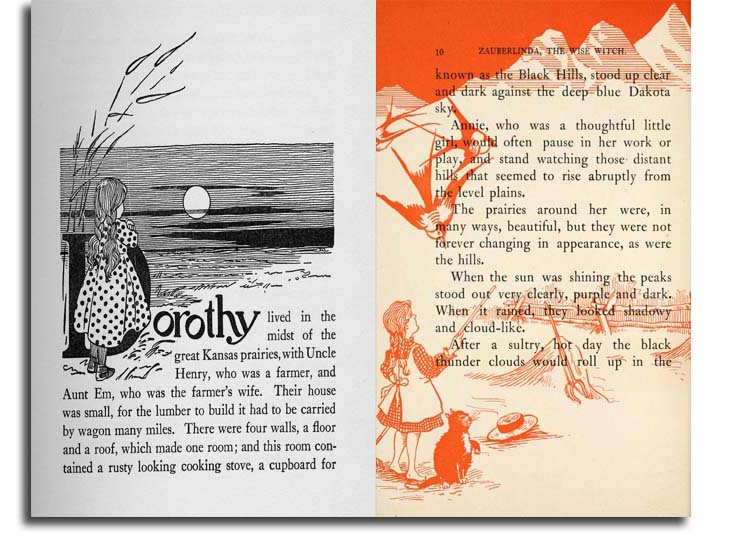 Dorothy lived in the
midst of the
great Kansas prairies, with Uncle
Henry, who was a farmer, and
Aunt Em, who was the farmer's wife. Their house
was small, for the lumber to build it had to be carried
by wagon many miles. There were four walls, a floor
and a roof, which made one room; and this room con-
tained a rusty looking cooking stove, a cupboard for
10 ZAUBERLINDA, THE WISE WITCH.
known as the Black Hills, stood up clear
and dark against the deep blue Dakota
sky.
Annie, who was a thoughtful little
girl, would often pause in her work or
play, and stand watching those distant
hills that seemed to rise abruptly from
the level plains.
The prairies around her were, in
many ways, beautiful, but they were not
forever changing in appearance, as were
the hills.
When the sun was shining the peaks
stood out very clearly, purple and dark.
When it rained, they looked shadowy
and cloud-like.
After a sultry, hot day the black
thunder clouds would roll up in the